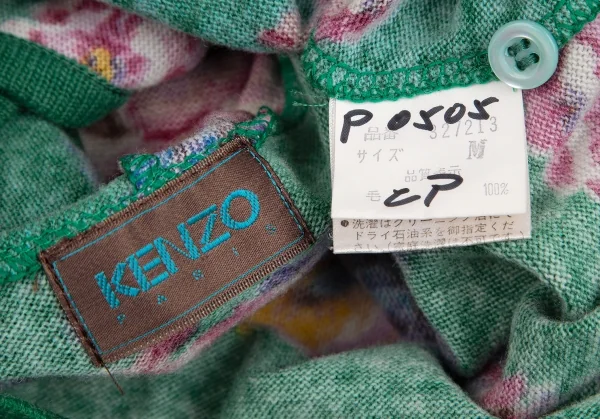 KENZO
PARIS
P 0505
品番 327213
サイズ M
品質表示
毛 100%
CP
洗濯はクリーニング店にて
ドライ石油系を御指定くだ
さい